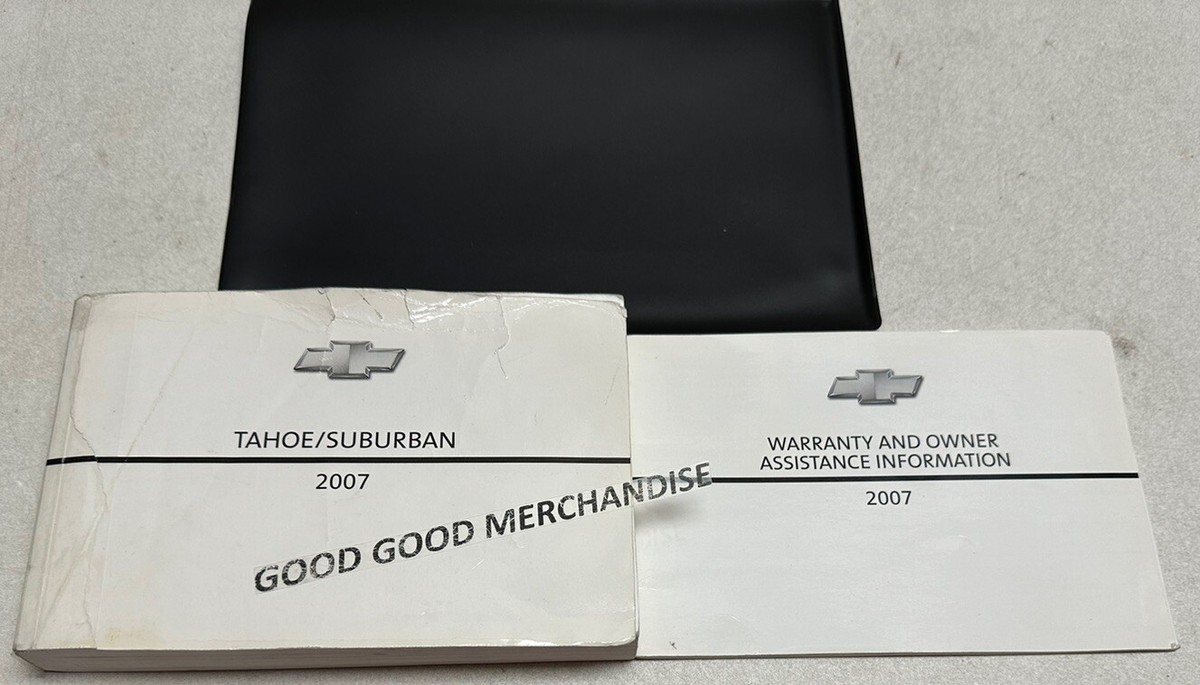 TAHOE/SUBURBAN
2007
WARRANTY AND OWNER
ASSISTANCE INFORMATION
2007
GOOD GOOD MERCHANDISE